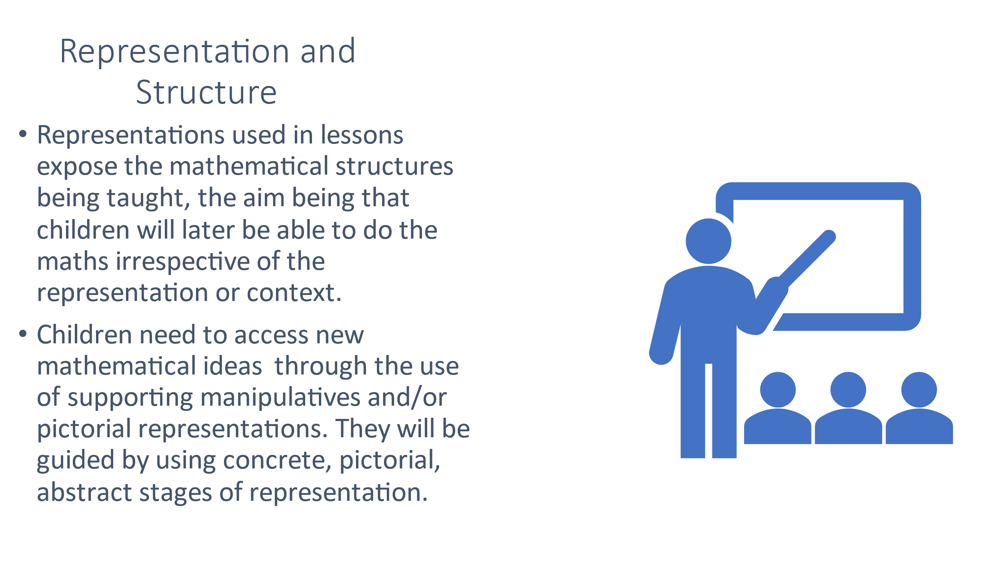 Representation and
Structure
• Representations used in lessons
expose the mathematical structures
being taught, the aim being that
children will later be able to do the
maths irrespective of the
representation or context.
• Children need to access new
mathematical ideas  through the use
of supporting manipulatives and/or
pictorial representations. They will be
guided by using concrete, pictorial,
abstract stages of representation.